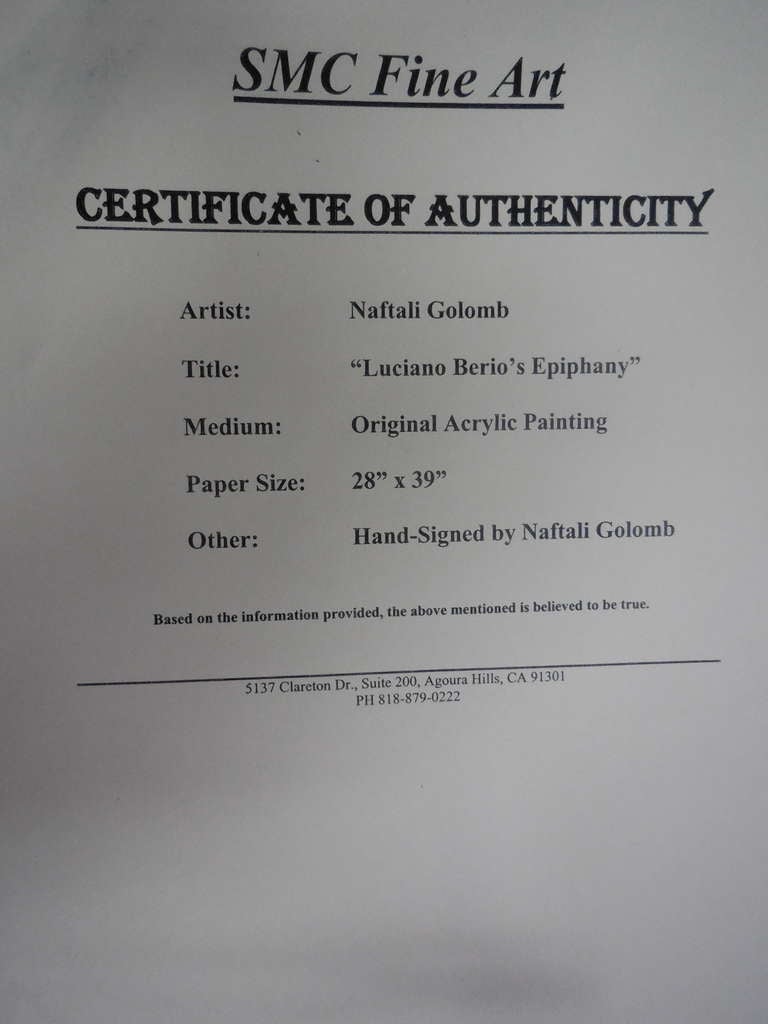 SMC Fine Art
CERTIFICATE OF AUTHENTICITY
Artist: Naftali Golomb
Title: “Luciano Berio’s Epiphany”
Medium: Original Acrylic Painting
Paper Size: 28” x 39”
Other: Hand-Signed by Naftali Golomb
Based on the information provided, the above mentioned is believed to be true.
5137 Clareton Dr., Suite 200, Agoura Hills, CA 91301
PH 818-879-0222